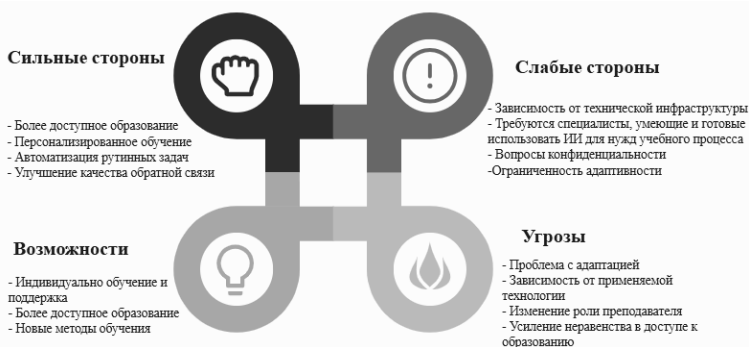 Сильные стороны
- Более доступное образование
- Персонализированное обучение
- Автоматизация рутинных задач
- Улучшение качества обратной связи
Слабые стороны
- Зависимость от технической инфраструктуры
- Требуются специалисты, умеющие и готовые
использовать ИИ для нужд учебного процесса
- Вопросы конфиденциальности
-Ограниченность адаптивности
Возможности
- Индивидуально обучение и
поддержка
- Более доступное образование
- Новые методы обучения
Угрозы
- Проблема с адаптацией
- Зависимость от применяемой
технологии
- Изменение роли преподавателя
- Усиление неравенства в доступе к
образованию